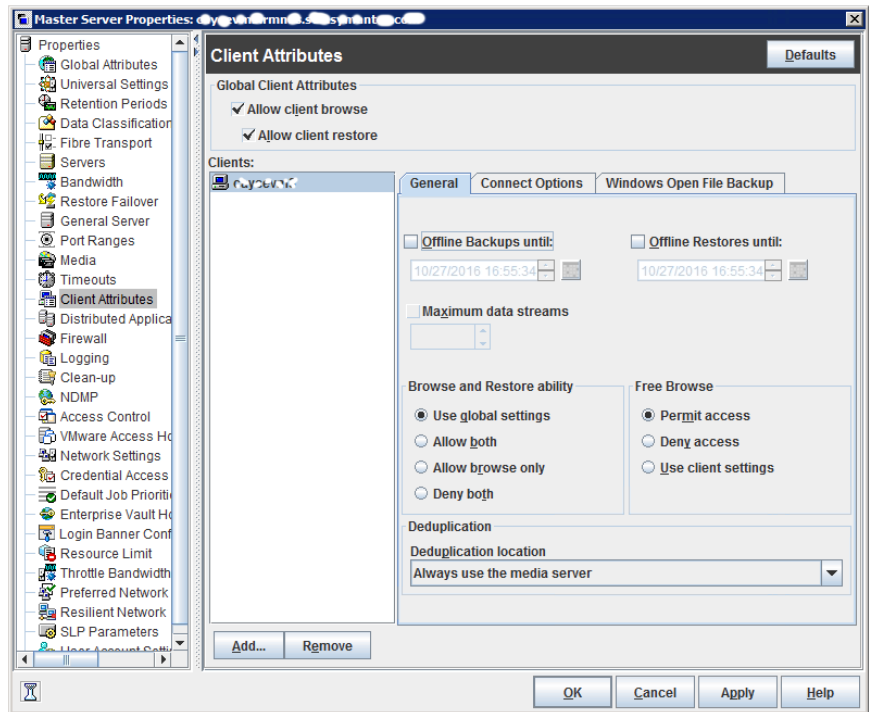 Master Server Properties:
Properties
Global Attributes
Universal Settings
Retention Periods
Data Classification
Fibre Transport
Servers
Bandwidth
Restore Failover
General Server
Port Ranges
Media
Timeouts
Client Attributes
Distributed Applica
Firewall
Logging
Clean-up
NDMP
Access Control
VMware Access Ho
Network Settings
Credential Access
Default Job Prioriti
Enterprise Vault Ho
Login Banner Conf
Resource Limit
Throttle Bandwidth
Preferred Network
Resilient Network
SLP Parameters
Client Attributes
Defaults
Global Client Attributes
Allow client browse
Allow client restore
Clients:
General Connect Options Windows Open File Backup
Offline Backups until: Offline Restores until:
10/27/2016 16:55:34 10/27/2016 16:55:34
Maximum data streams
Browse and Restore ability
Use global settings
Allow both
Allow browse only
Deny both
Free Browse
Permit access
Deny access
Use client settings
Deduplication
Deduplication location
Always use the media server
Add... Remove
OK Cancel Apply Help